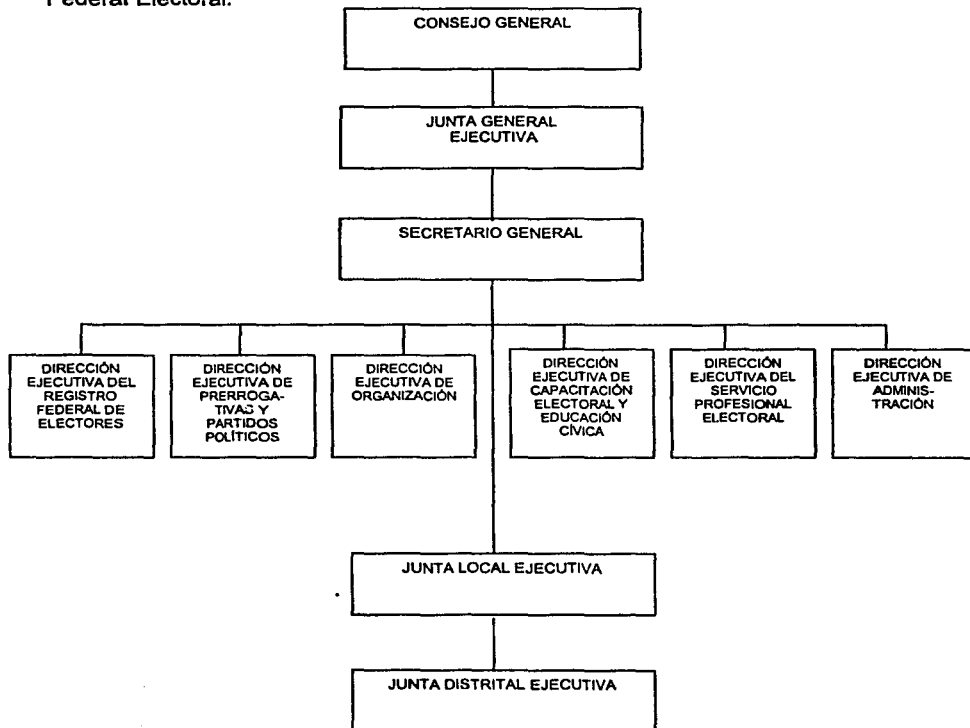 Federal Electoral.
CONSEJO GENERAL
JUNTA GENERAL
EJECUTIVA
SECRETARIO GENERAL
DIRECCIÓN
EJECUTIVA DEL
REGISTRO
FEDERAL DE
ELECTORES
DIRECCIÓN
EJECUTIVA DE
PRERROGA-
TIVAS Y
PARTIDOS
POLÍTICOS
DIRECCIÓN
EJECUTIVA DE
ORGANIZACIÓN
DIRECCIÓN
EJECUTIVA DE
CAPACITACIÓN
ELECTORAL Y
EDUCACIÓN
CÍVICA
DIRECCIÓN
EJECUTIVA DEL
SERVICIO
PROFESIONAL
ELECTORAL
DIRECCIÓN
EJECUTIVA DE
ADMINIS-
TRACIÓN
JUNTA LOCAL EJECUTIVA
JUNTA DISTRITAL EJECUTIVA